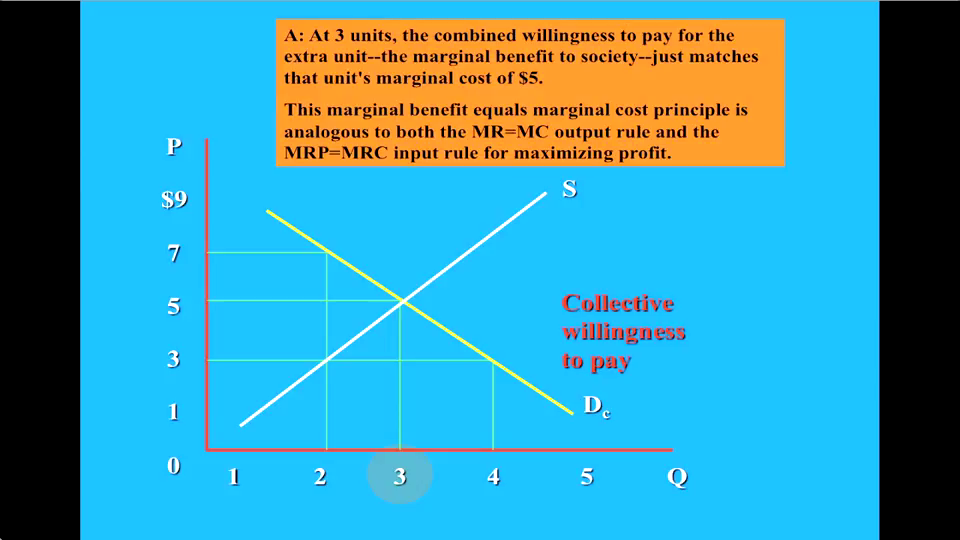 A: At 3 units, the combined willingness to pay for the
extra unit--the marginal benefit to society--just matches
that unit's marginal cost of $5.
This marginal benefit equals marginal cost principle is
analogous to both the MR=MC output rule and the
MRP=MRC input rule for maximizing profit.
P
$9
7
5
3
1
0
S
Collective
willingness
to pay
Dc
1 2 3 4 5 Q